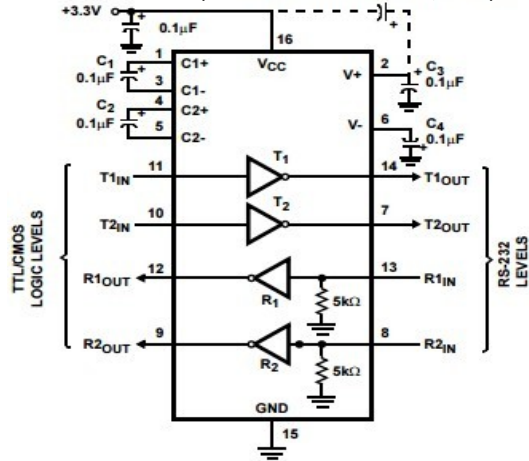 +3.3V
0.1µF
16
VCC
C1
0.1µF
1
C1+
3
C1-
C2
0.1µF
4
C2+
5
C2-
2
V+
C3
0.1µF
6
V-
C4
0.1µF
T1IN
11
T1
14
T1OUT
T2IN
10
T2
7
T2OUT
R1OUT
12
R1
13
R1IN
5kΩ
R2OUT
9
R2
8
R2IN
5kΩ
TTL/CMOS
LOGIC LEVELS
RS-232
LEVELS
GND
15